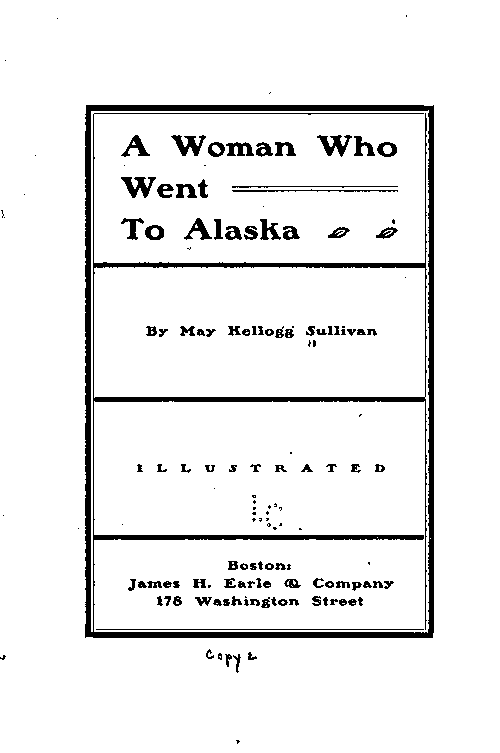 A Woman Who
Went
To Alaska
By May Kellogg Sullivan
ILLUSTRATED
LC
Boston:
James H. Earle & Company
178 Washington Street
Copy 2